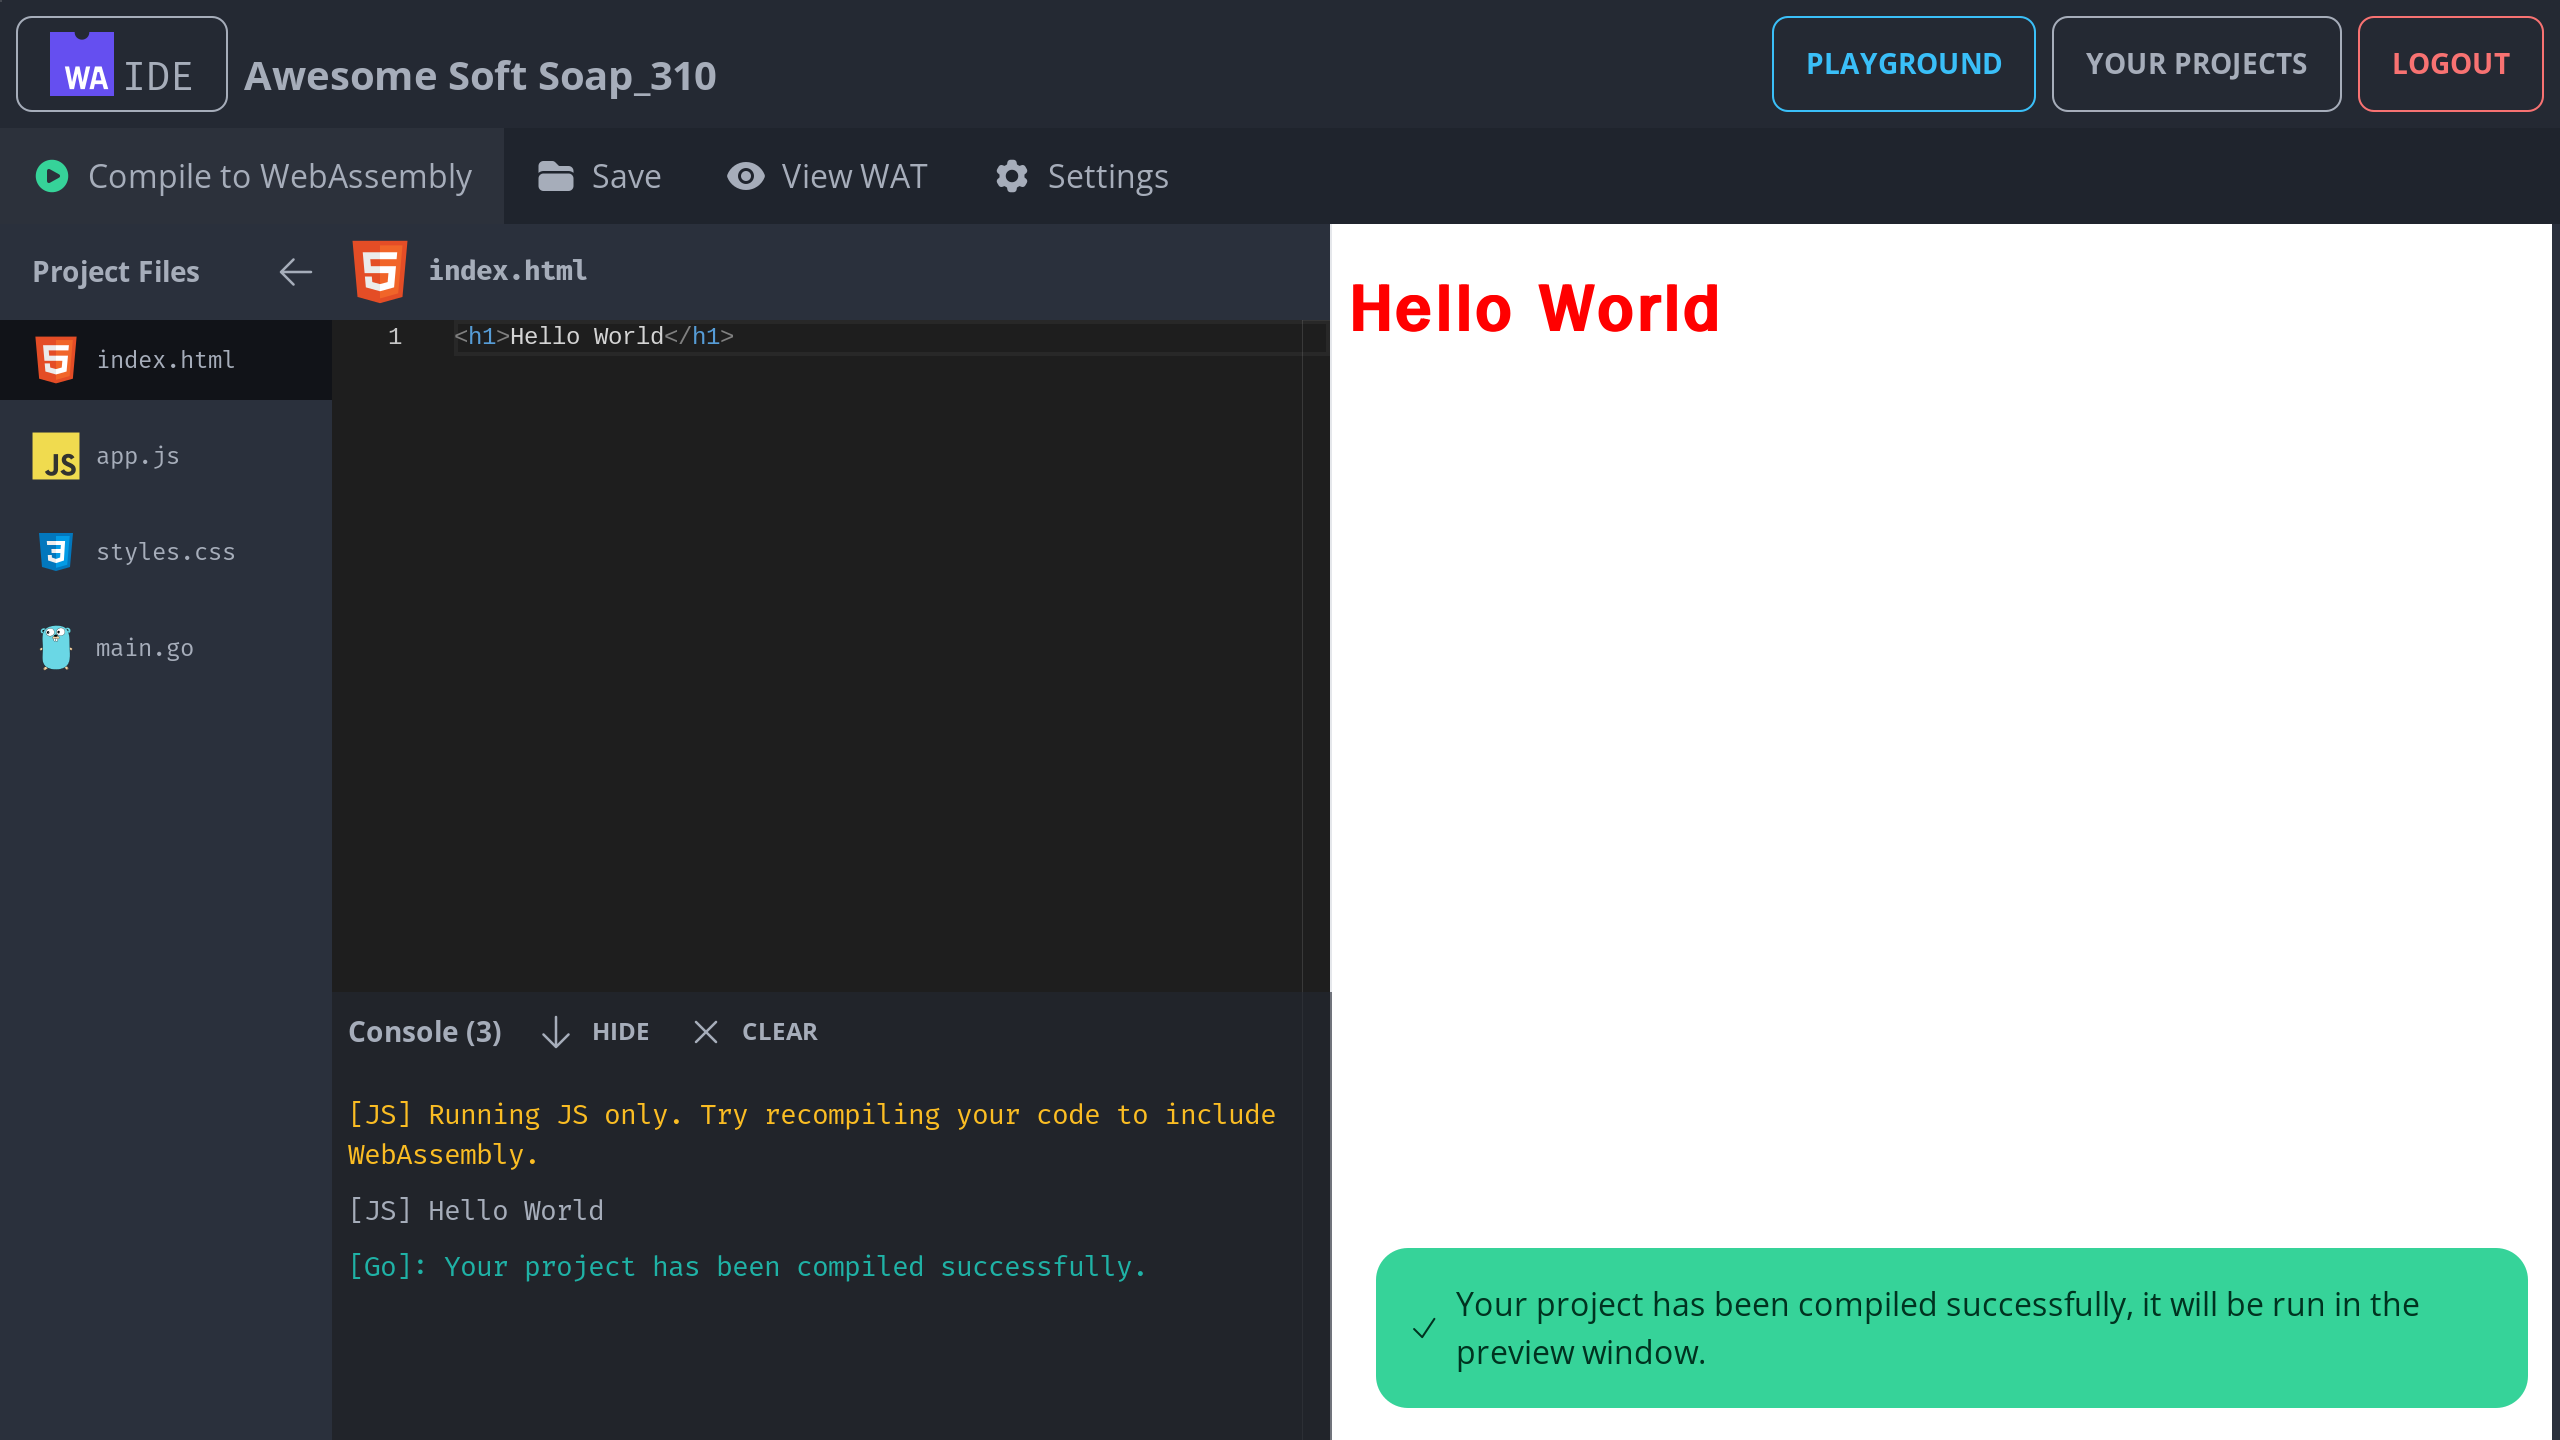 WA IDE
Awesome Soft Soap_310
PLAYGROUND
YOUR PROJECTS
LOGOUT
Compile to WebAssembly
Save
View WAT
Settings
Project Files
index.html
index.html
app.js
styles.css
main.go
1 <h1>Hello World</h1>
Console (3)
HIDE
CLEAR
[JS] Running JS only. Try recompiling your code to include
WebAssembly.
[JS] Hello World
[Go]: Your project has been compiled successfully.
Hello World
Your project has been compiled successfully, it will be run in the
preview window.